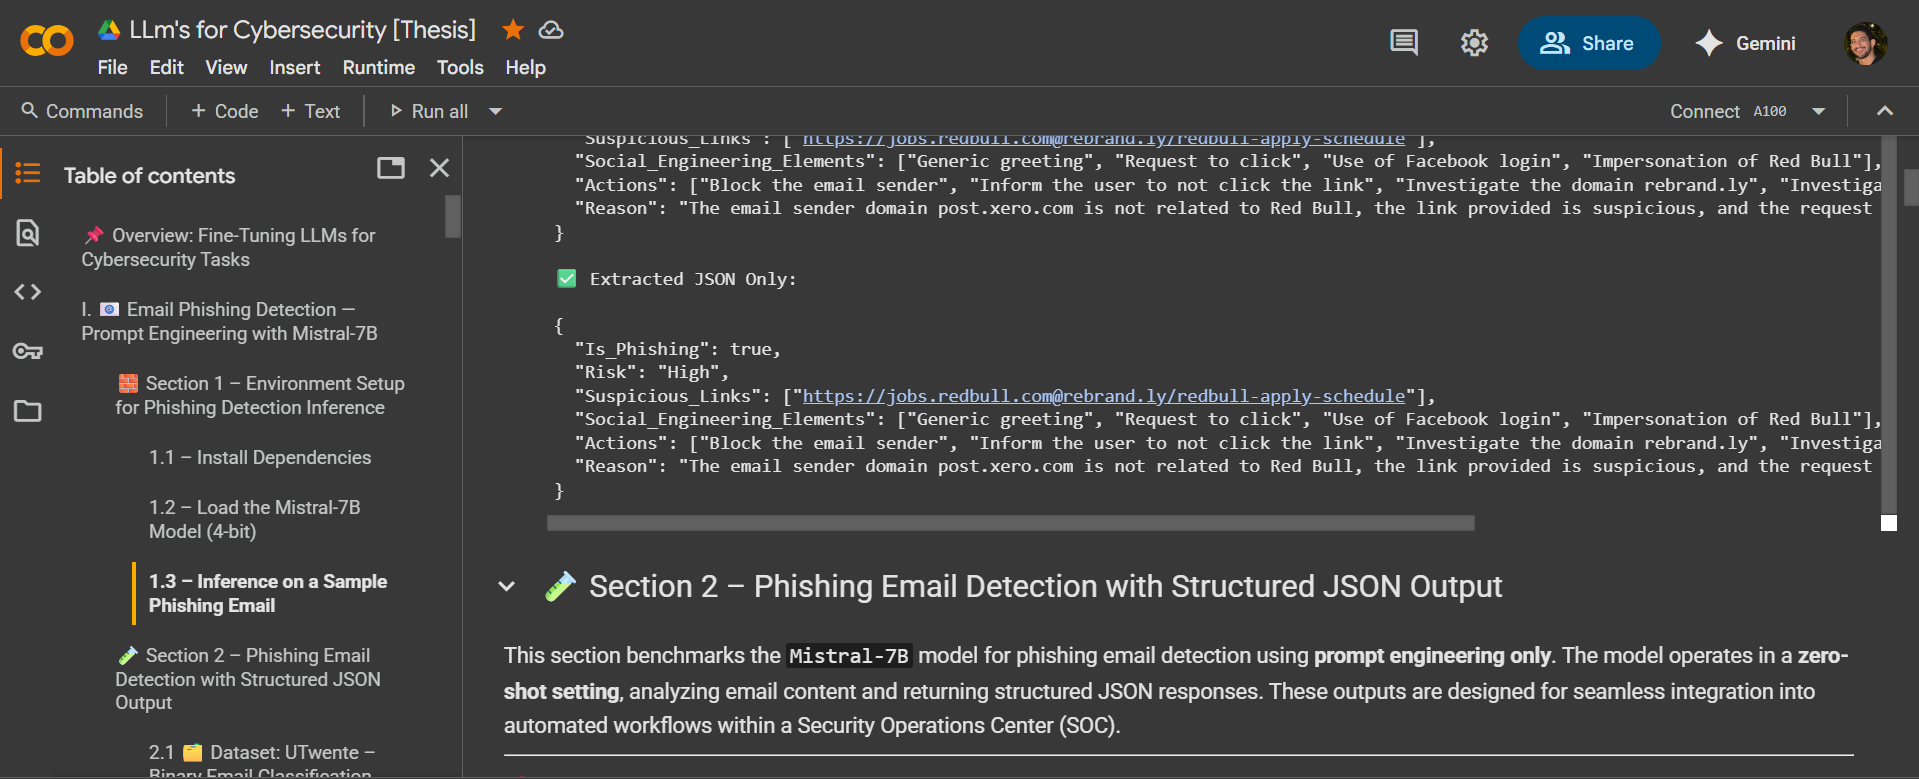 LLm's for Cybersecurity [Thesis]
File Edit View Insert Runtime Tools Help
Share
Gemini
Commands + Code + Text Run all
Connect A100
Table of contents
📌 Overview: Fine-Tuning LLMs for
Cybersecurity Tasks
I. 📧 Email Phishing Detection —
Prompt Engineering with Mistral-7B
🧱 Section 1 – Environment Setup
for Phishing Detection Inference
1.1 – Install Dependencies
1.2 – Load the Mistral-7B
Model (4-bit)
1.3 – Inference on a Sample
Phishing Email
🧪 Section 2 – Phishing Email
Detection with Structured JSON
Output
2.1 🗂️ Dataset: UTwente –
Binary Email Classification
"Suspicious_Links": ["https://jobs.redbull.com@rebrand.ly/redbull-apply-schedule"],
"Social_Engineering_Elements": ["Generic greeting", "Request to click", "Use of Facebook login", "Impersonation of Red Bull"],
"Actions": ["Block the email sender", "Inform the user to not click the link", "Investigate the domain rebrand.ly", "Investiga
"Reason": "The email sender domain post.xero.com is not related to Red Bull, the link provided is suspicious, and the request
}
✅ Extracted JSON Only:
{
"Is_Phishing": true,
"Risk": "High",
"Suspicious_Links": ["https://jobs.redbull.com@rebrand.ly/redbull-apply-schedule"],
"Social_Engineering_Elements": ["Generic greeting", "Request to click", "Use of Facebook login", "Impersonation of Red Bull"],
"Actions": ["Block the email sender", "Inform the user to not click the link", "Investigate the domain rebrand.ly", "Investiga
"Reason": "The email sender domain post.xero.com is not related to Red Bull, the link provided is suspicious, and the request
}
🧪 Section 2 – Phishing Email Detection with Structured JSON Output
This section benchmarks the Mistral-7B model for phishing email detection using prompt engineering only. The model operates in a zero-
shot setting, analyzing email content and returning structured JSON responses. These outputs are designed for seamless integration into
automated workflows within a Security Operations Center (SOC).